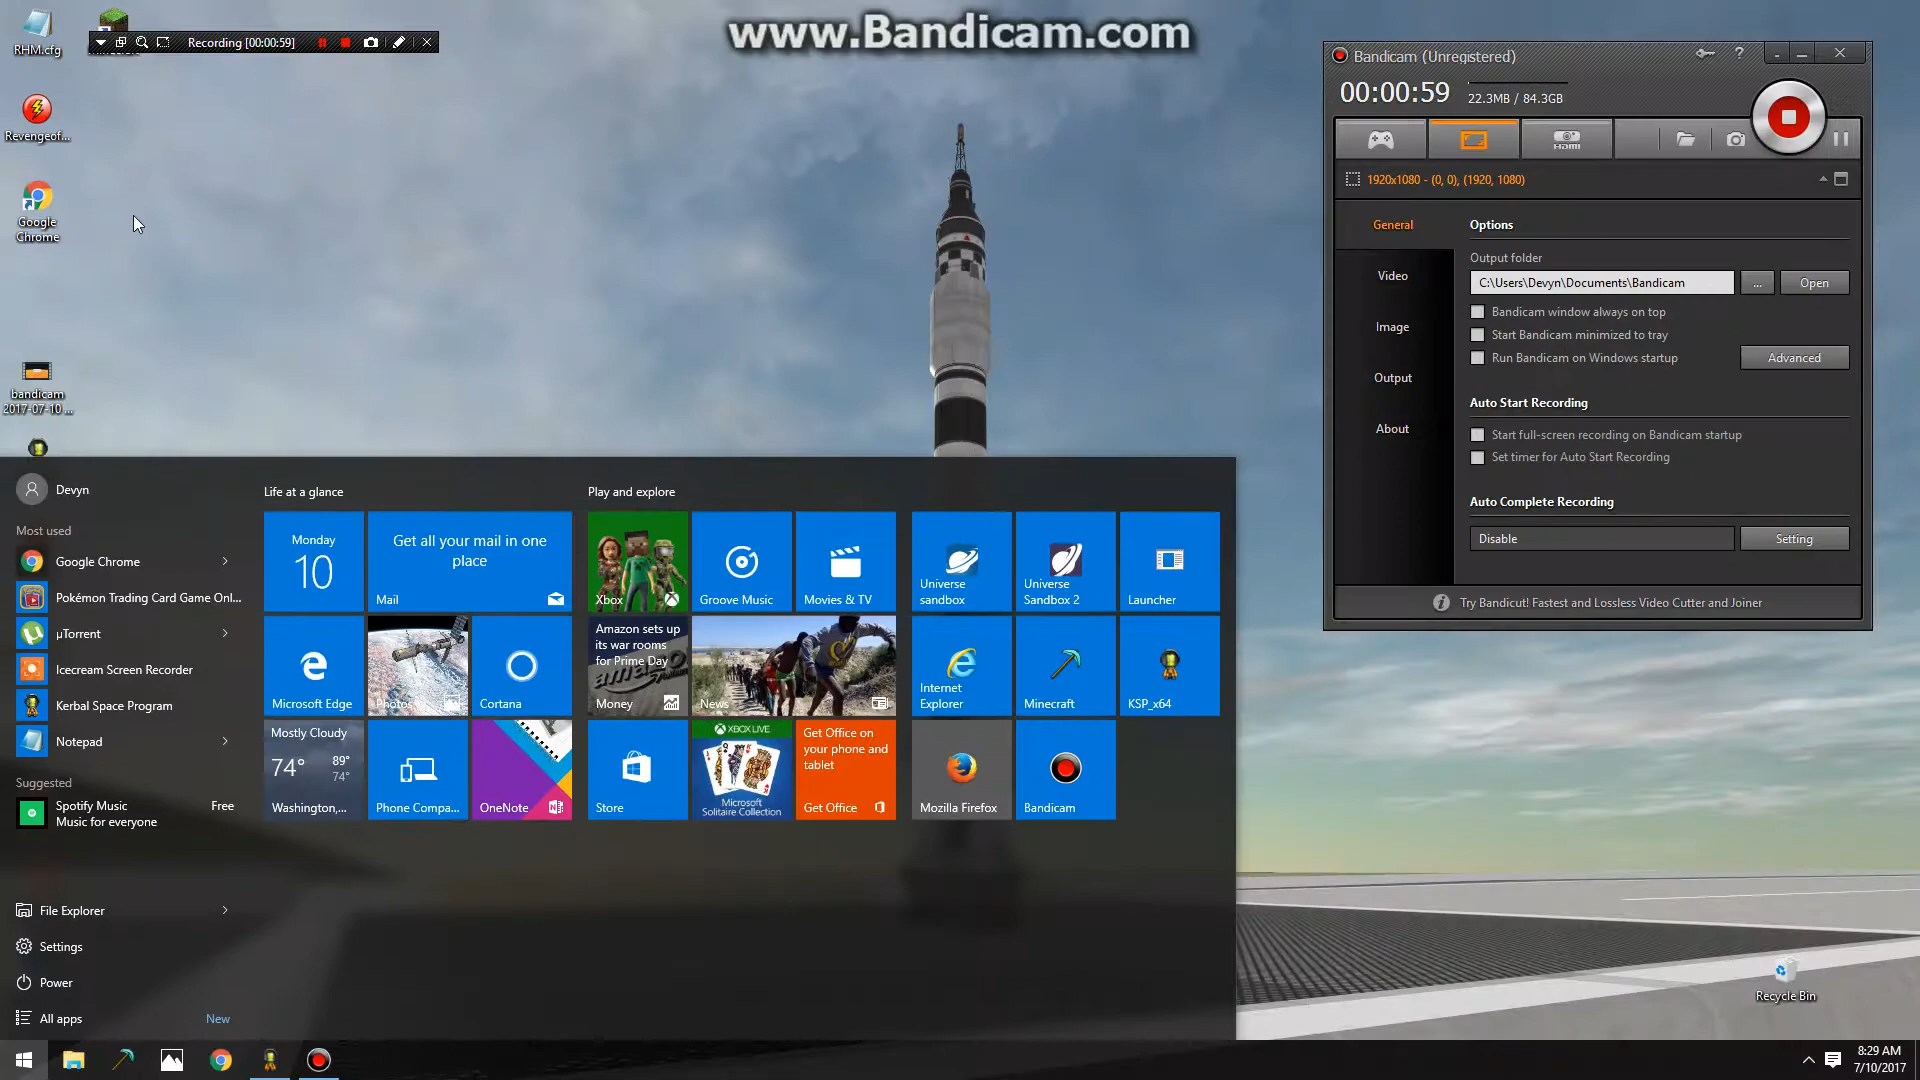 www.Bandicam.com
RHM.cfg
Recording [00:00:59]
Revengeof...
Google
Chrome
bandicam
2017-07-10 ...
Bandicam (Unregistered)
00:00:59
22.3MB / 84.3GB
HDMI
1920x1080 - (0, 0), (1920, 1080)
General
Video
Image
Output
About
Options
Output folder
C:\Users\Devyn\Documents\Bandicam
...
Open
Bandicam window always on top
Start Bandicam minimized to tray
Run Bandicam on Windows startup
Advanced
Auto Start Recording
Start full-screen recording on Bandicam startup
Set timer for Auto Start Recording
Auto Complete Recording
Disable
Setting
Try Bandicut! Fastest and Lossless Video Cutter and Joiner
Devyn
Most used
Google Chrome
Pokémon Trading Card Game Onl...
µTorrent
Icecream Screen Recorder
Kerbal Space Program
Notepad
Suggested
Spotify Music
Free
Music for everyone
File Explorer
Settings
Power
All apps
New
Life at a glance
Monday
10
Get all your mail in one
place
Mail
Microsoft Edge
Photos
Cortana
Mostly Cloudy
74°
89°
74°
Washington,...
Phone Compa...
OneNote
Play and explore
Xbox
Groove Music
Movies & TV
Amazon sets up
its war rooms
for Prime Day
Money
News
Store
XBOX LIVE
Microsoft
Solitaire Collection
Get Office on
your phone and
tablet
Get Office
Universe
sandbox
Universe
Sandbox 2
Launcher
Internet
Explorer
Minecraft
KSP_x64
Mozilla Firefox
Bandicam
Recycle Bin
8:29 AM
7/10/2017